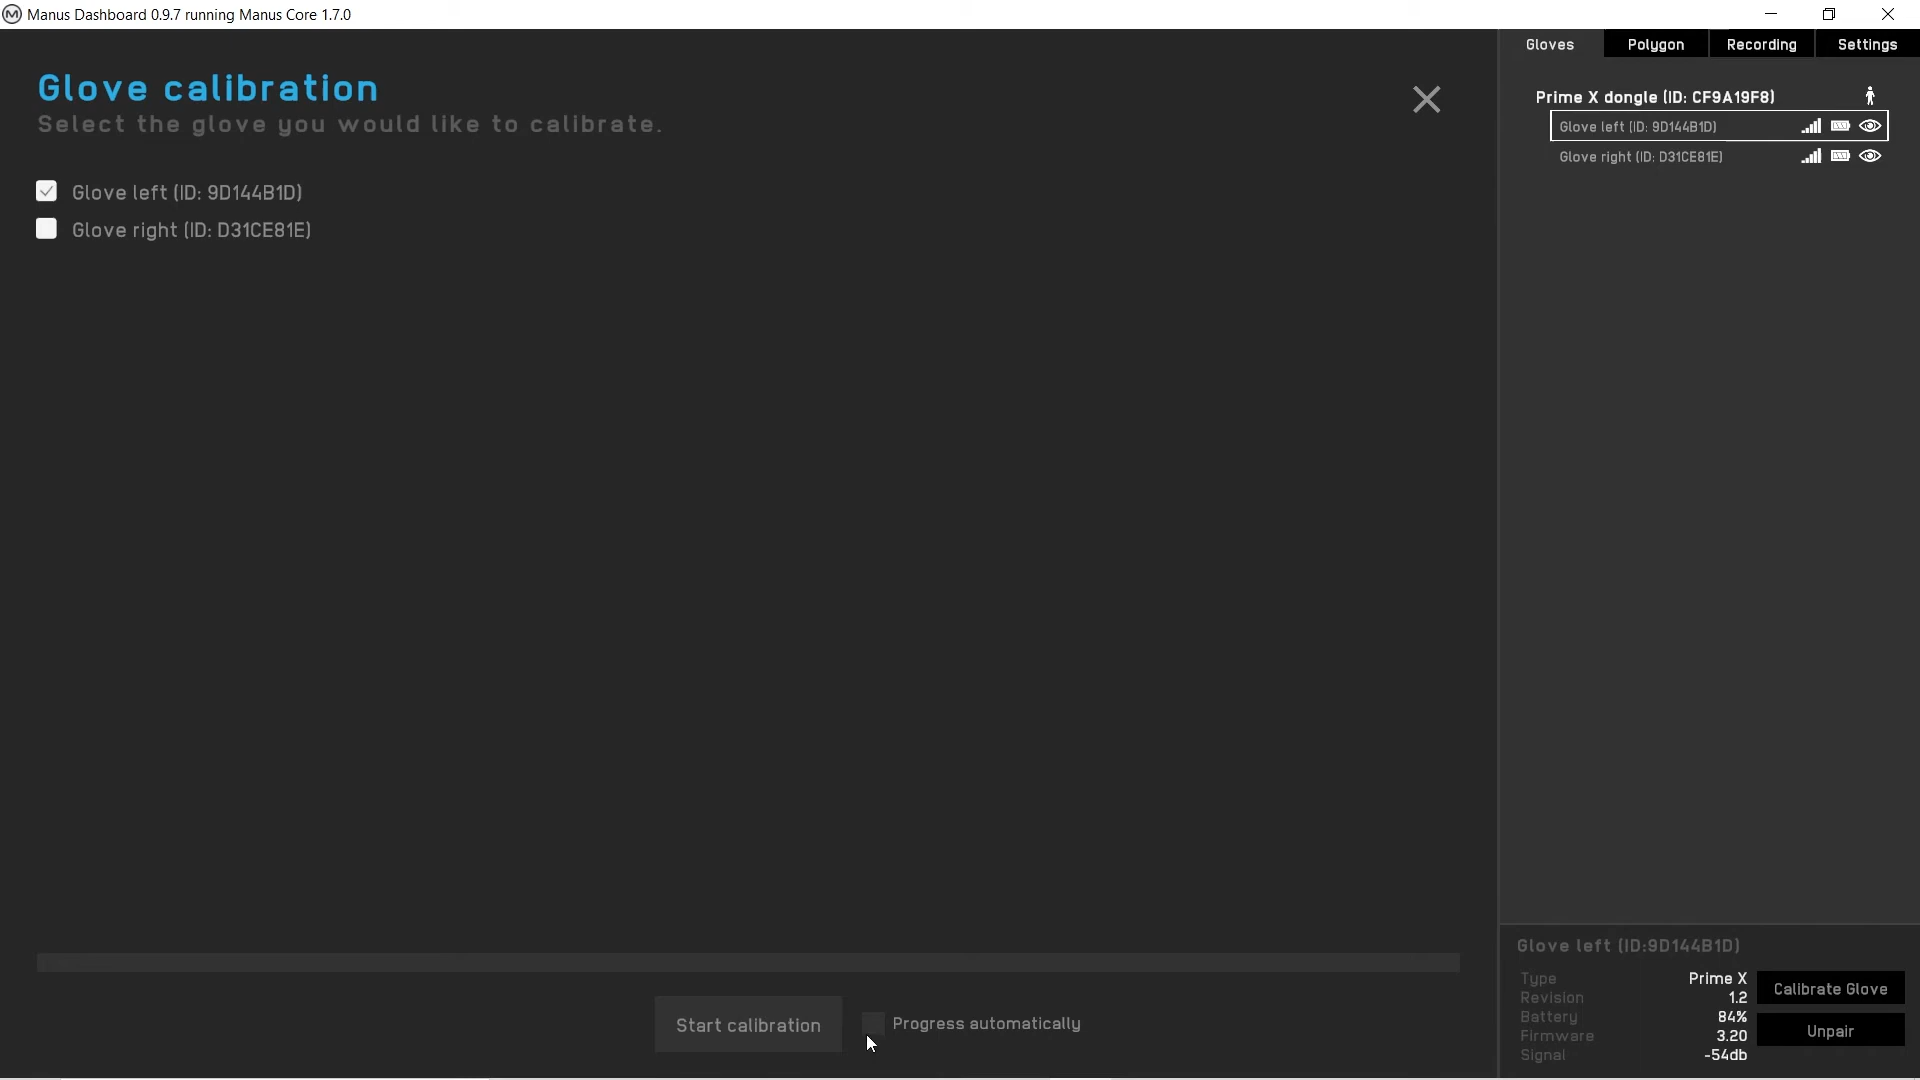 Manus Dashboard 0.9.7 running Manus Core 1.7.0
Gloves Polygon Recording Settings
Glove calibration
Select the glove you would like to calibrate.
Glove left (ID: 9D144B1D)
Glove right (ID: D31CE81E)
Prime X dongle (ID: CF9A19F8)
Glove left (ID: 9D144B1D)
Glove right (ID: D31CE81E)
Start calibration
Progress automatically
Glove left (ID:9D144B1D)
Type Prime X
Revision 1.2
Battery 84%
Firmware 3.20
Signal -54db
Calibrate Glove
Unpair